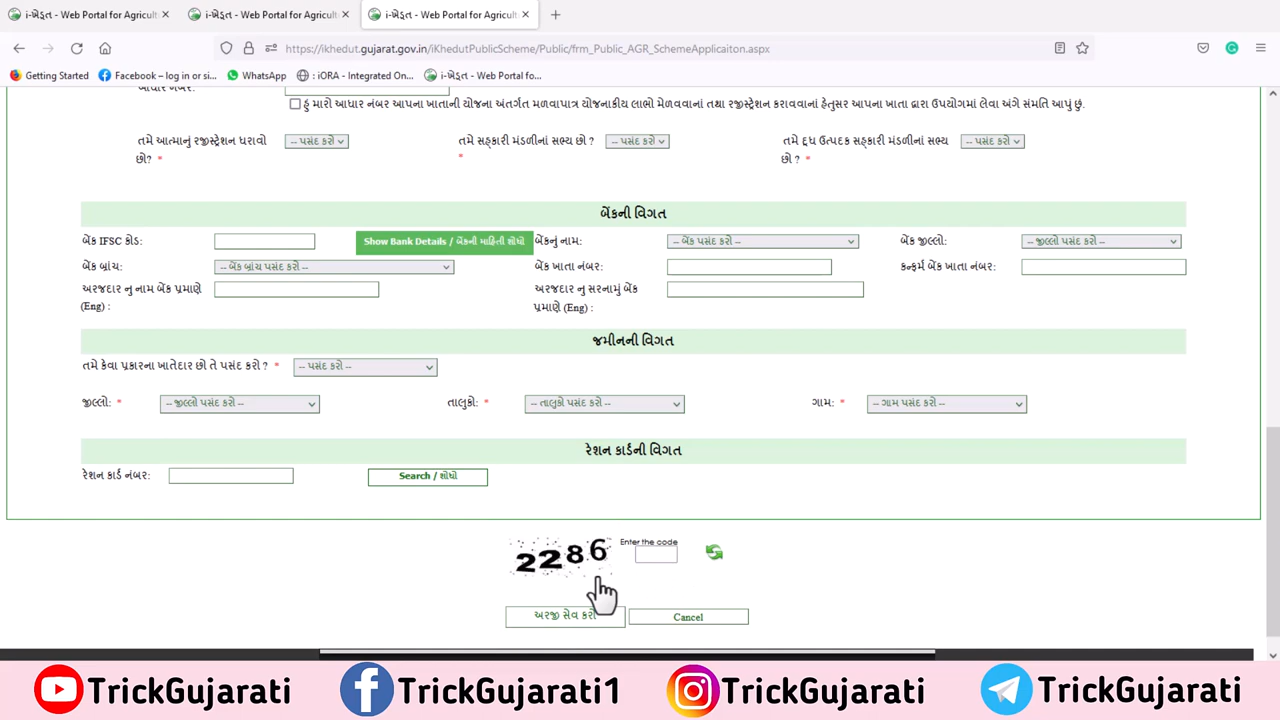 i-ખેડૂત - Web Portal for Agricult
i-ખેડૂત - Web Portal for Agricult
i-ખેડૂત - Web Portal for Agricult
https://ikhedut.gujarat.gov.in/iKhedutPublicScheme/Public/frm_Public_AGR_SchemeApplicaiton.aspx
Getting Started
Facebook – log in or si...
WhatsApp
: iORA - Integrated On...
i-ખેડૂત - Web Portal fo...
આધાર નંબર:
હું મારો આધાર નંબર આપના ખાતાની યોજના અંતર્ગત મળવાપાત્ર યોજનાકીય લાભો મેળવવાનાં તથા રજીસ્ટ્રેશન કરાવવાનાં હેતુસર આપના ખાતા દ્વારા ઉપયોગમાં લેવા અંગે સંમતિ આપું છું.
તમે આત્માનું રજીસ્ટ્રેશન ધરાવો છો? *
-- પસંદ કરો --
તમે સહકારી મંડળીનાં સભ્ય છો ? *
-- પસંદ કરો --
તમે દૂધ ઉત્પદક સહકારી મંડળીનાં સભ્ય છો ? *
-- પસંદ કરો --
બેંકની વિગત
બેંક IFSC કોડ:
Show Bank Details / બેંકની માહિતી શોધો
બેંકનું નામ:
-- બેંક પસંદ કરો --
બેંક જીલ્લો:
-- જીલ્લો પસંદ કરો --
બેંક બ્રાંચ:
-- બેંક બ્રાંચ પસંદ કરો --
બેંક ખાતા નંબર:
કન્ફર્મ બેંક ખાતા નંબર:
અરજદાર નુ નામ બેંક પ્રમાણે (Eng) :
અરજદાર નુ સરનામું બેંક પ્રમાણે (Eng) :
જમીનની વિગત
તમે કેવા પ્રકારના ખાતેદાર છો તે પસંદ કરો ? *
-- પસંદ કરો --
જીલ્લો: *
-- જીલ્લો પસંદ કરો --
તાલુકો: *
-- તાલુકો પસંદ કરો --
ગામ: *
-- ગામ પસંદ કરો --
રેશન કાર્ડની વિગત
રેશન કાર્ડ નંબર:
Search / શોધો
2286
Enter the code
અરજી સેવ કરો
Cancel
TrickGujarati
TrickGujarati1
TrickGujarati
TrickGujarati